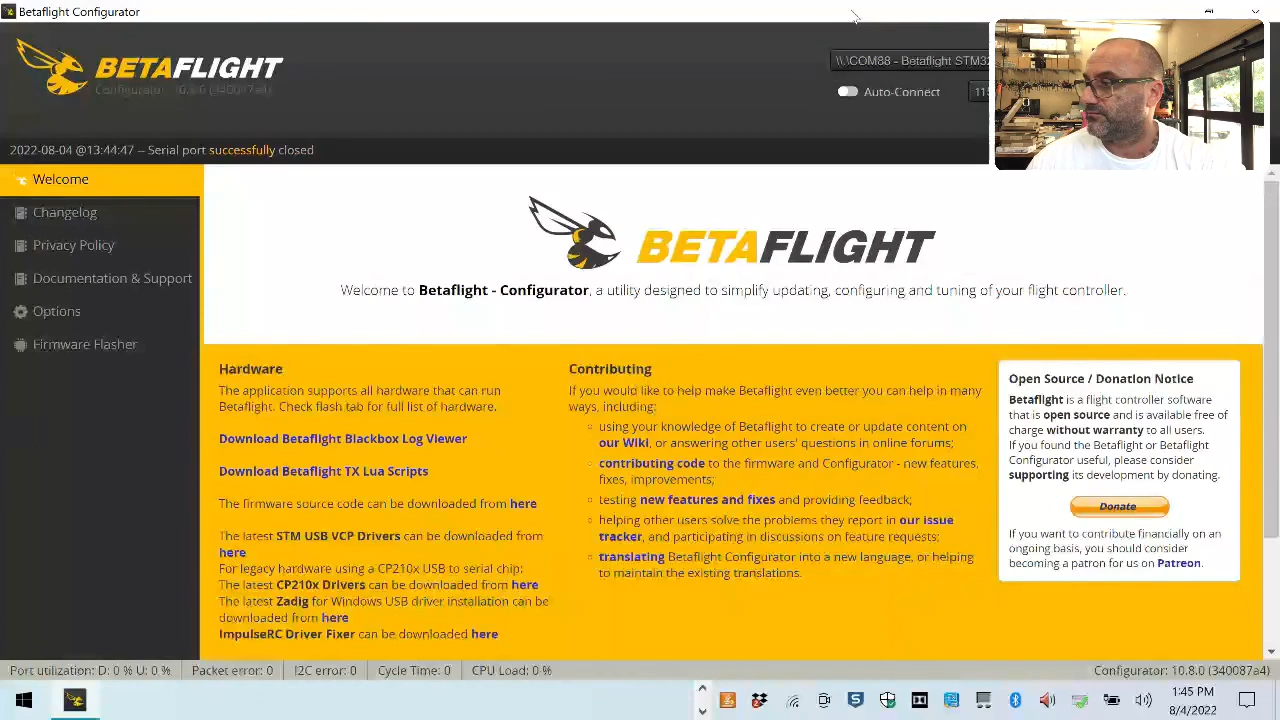 Betaflight Configurator
BETAFLIGHT
Configurator 10.8.0 (340087a4)
\\.\COM88 - Betaflight STM32
Auto-Connect
115
2022-08-04 @13:44:47 -- Serial port successfully closed
Welcome
Changelog
Privacy Policy
Documentation & Support
Options
Firmware Flasher
BETAFLIGHT
Welcome to Betaflight - Configurator, a utility designed to simplify updating, configuring and tuning of your flight controller.
Hardware
The application supports all hardware that can run
Betaflight. Check flash tab for full list of hardware.
Download Betaflight Blackbox Log Viewer
Download Betaflight TX Lua Scripts
The firmware source code can be downloaded from here
The latest STM USB VCP Drivers can be downloaded from
here
For legacy hardware using a CP210x USB to serial chip:
The latest CP210x Drivers can be downloaded from here
The latest Zadig for Windows USB driver installation can be
downloaded from here
ImpulseRC Driver Fixer can be downloaded here
Contributing
If you would like to help make Betaflight even better you can help in many
ways, including:
using your knowledge of Betaflight to create or update content on
our Wiki, or answering other users' questions in online forums;
contributing code to the firmware and Configurator - new features,
fixes, improvements;
testing new features and fixes and providing feedback;
helping other users solve the problems they report in our issue
tracker, and participating in discussions on feature requests;
translating Betaflight Configurator into a new language, or helping
to maintain the existing translations.
Open Source / Donation Notice
Betaflight is a flight controller software
that is open source and is available free of
charge without warranty to all users.
If you found the Betaflight or Betaflight
Configurator useful, please consider
supporting its development by donating.
Donate
If you want to contribute financially on an
ongoing basis, you should consider
becoming a patron for us on Patreon.
Port utilization: D: 0 % U: 0 %
Packet error: 0
I2C error: 0
Cycle Time: 0
CPU Load: 0 %
Configurator: 10.8.0 (340087a4)
1:45 PM
8/4/2022